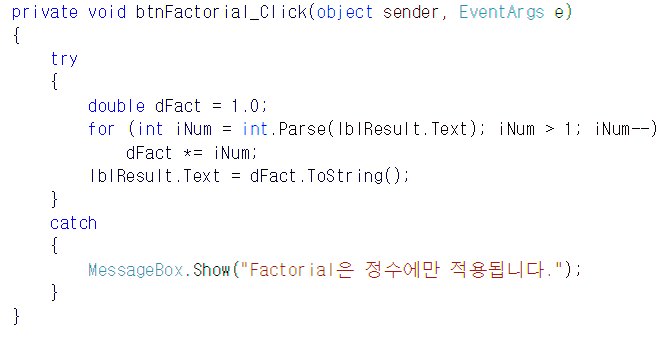 private void btnFactorial_Click(object sender, EventArgs e)
{
    try
    {
        double dFact = 1.0;
        for (int iNum = int.Parse(lblResult.Text); iNum > 1; iNum--)
            dFact *= iNum;
        lblResult.Text = dFact.ToString();
    }
    catch
    {
        MessageBox.Show("Factorial은 정수에만 적용됩니다.");
    }
}